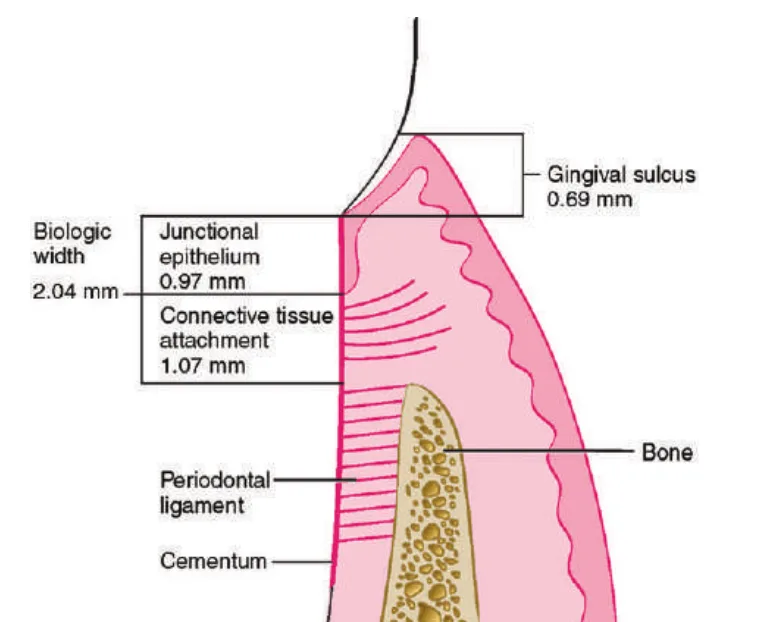 Gingival sulcus
0.69 mm
Biologic
width
2.04 mm
Junctional
epithelium
0.97 mm
Connective tissue
attachment
1.07 mm
Bone
Periodontal
ligament
Cementum